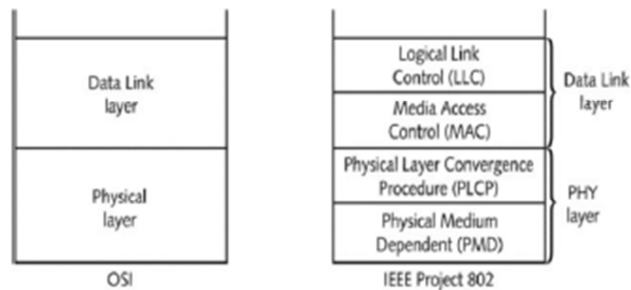 Data Link
layer
Physical
layer
OSI
Logical Link
Control (LLC)
Media Access
Control (MAC)
Physical Layer Convergence
Procedure (PLCP)
Physical Medium
Dependent (PMD)
IEEE Project 802
Data Link
layer
PHY
layer